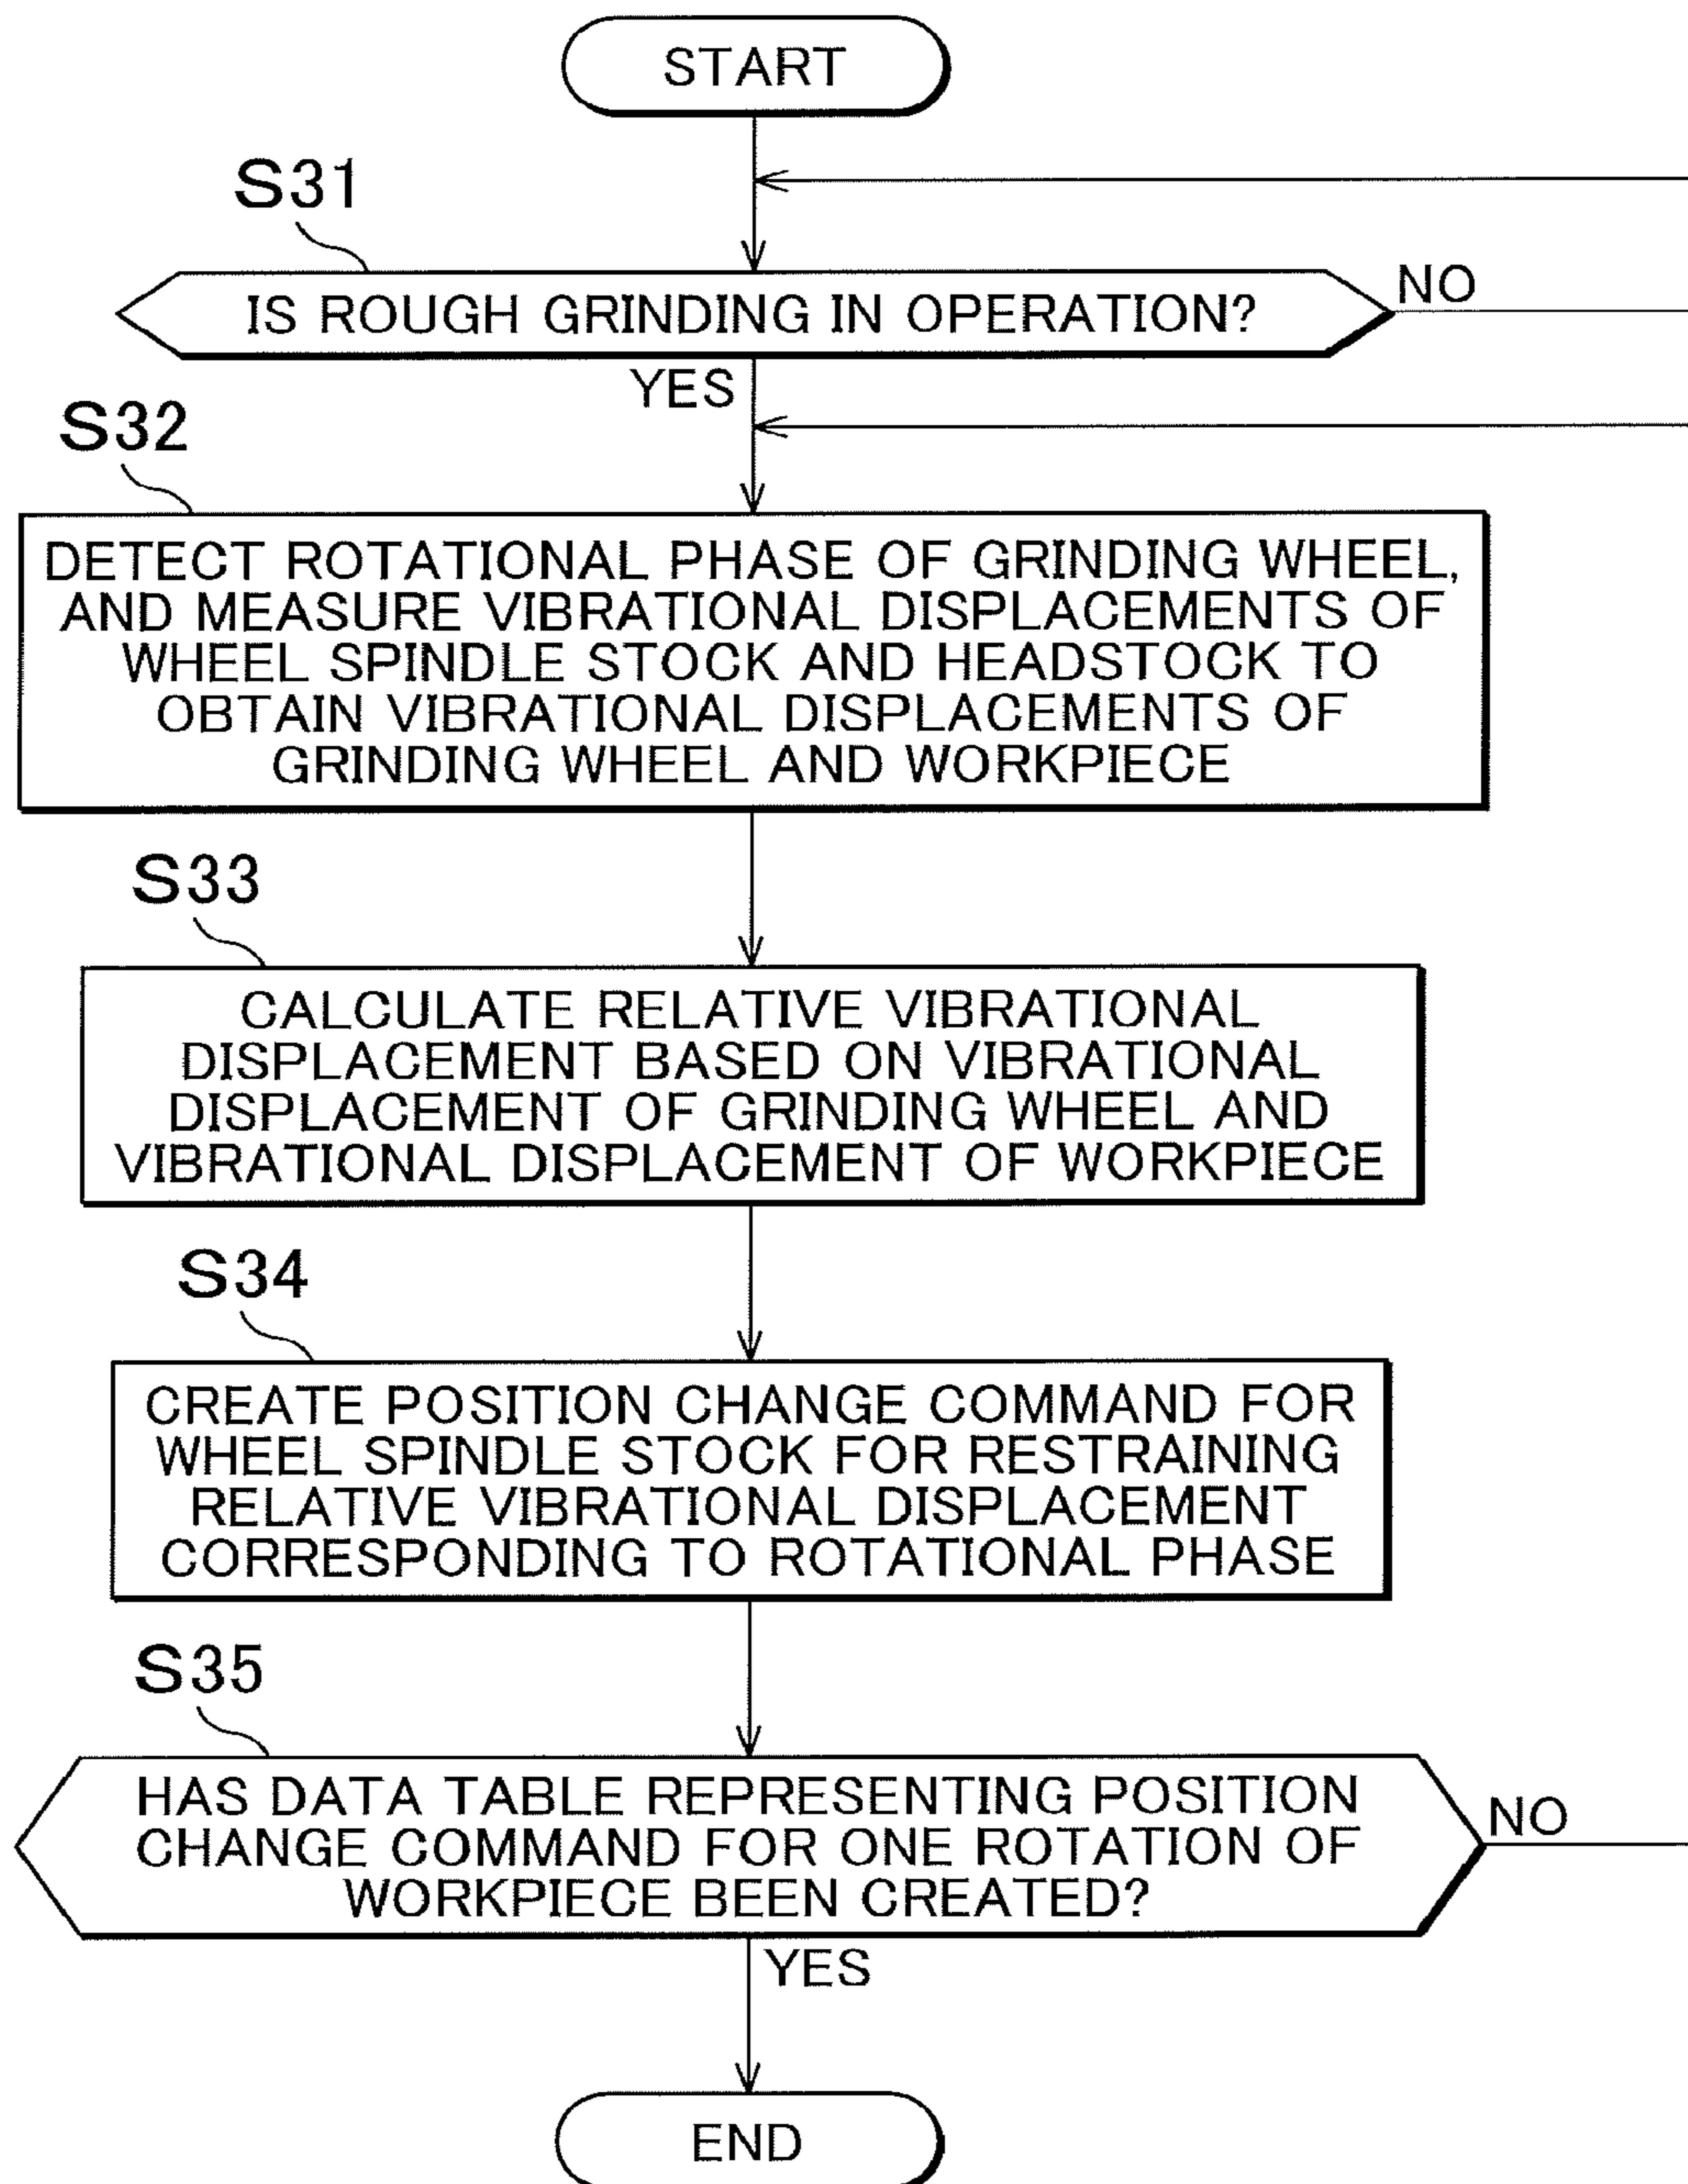 START
S31
IS ROUGH GRINDING IN OPERATION?
NO
YES
S32
DETECT ROTATIONAL PHASE OF GRINDING WHEEL,
AND MEASURE VIBRATIONAL DISPLACEMENTS OF
WHEEL SPINDLE STOCK AND HEADSTOCK TO
OBTAIN VIBRATIONAL DISPLACEMENTS OF
GRINDING WHEEL AND WORKPIECE
S33
CALCULATE RELATIVE VIBRATIONAL
DISPLACEMENT BASED ON VIBRATIONAL
DISPLACEMENT OF GRINDING WHEEL AND
VIBRATIONAL DISPLACEMENT OF WORKPIECE
S34
CREATE POSITION CHANGE COMMAND FOR
WHEEL SPINDLE STOCK FOR RESTRAINING
RELATIVE VIBRATIONAL DISPLACEMENT
CORRESPONDING TO ROTATIONAL PHASE
S35
HAS DATA TABLE REPRESENTING POSITION
CHANGE COMMAND FOR ONE ROTATION OF
WORKPIECE BEEN CREATED?
NO
YES
END